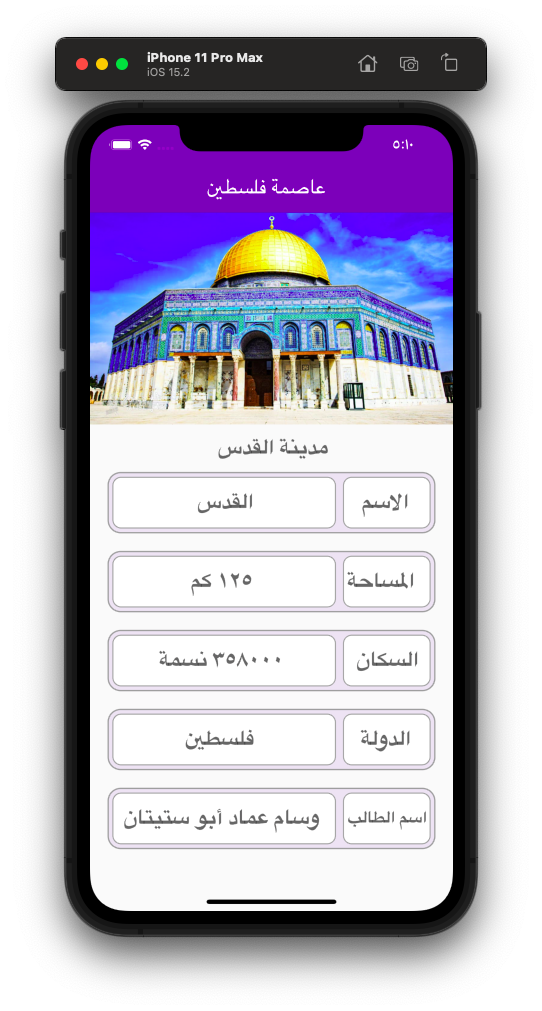 iPhone 11 Pro Max
iOS 15.2
٥:١٠
عاصمة فلسطين
مدينة القدس
الاسم القدس
المساحة ١٢٥ كم
السكان ٣٥٨٠٠٠ نسمة
الدولة فلسطين
اسم الطالب وسام عماد أبو ستيتان